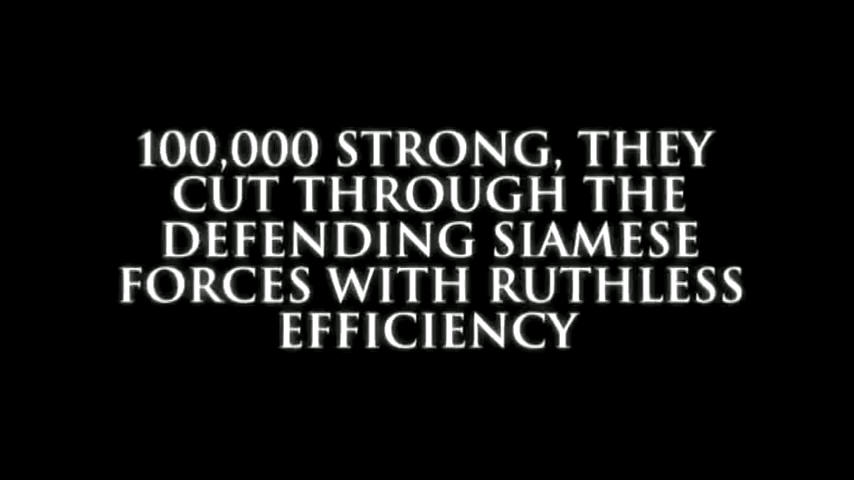 100,000 STRONG, THEY
CUT THROUGH THE
DEFENDING SIAMESE
FORCES WITH RUTHLESS
EFFICIENCY